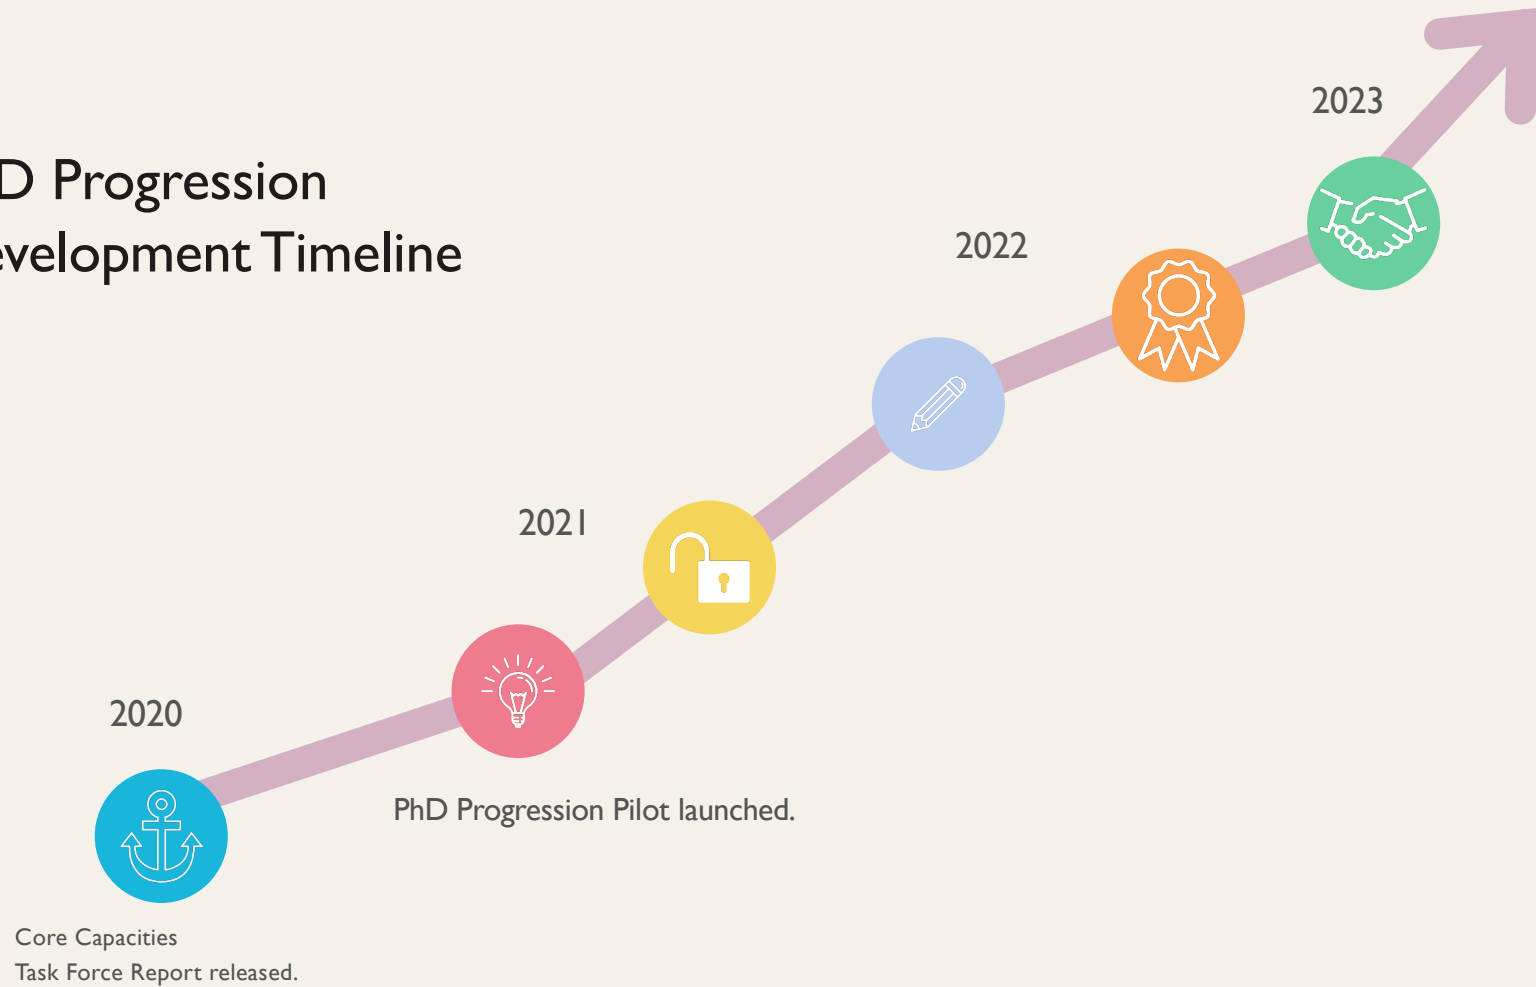 D Progression
evelopment Timeline
2023
2022
2021
2020
PhD Progression Pilot launched.
Core Capacities
Task Force Report released.